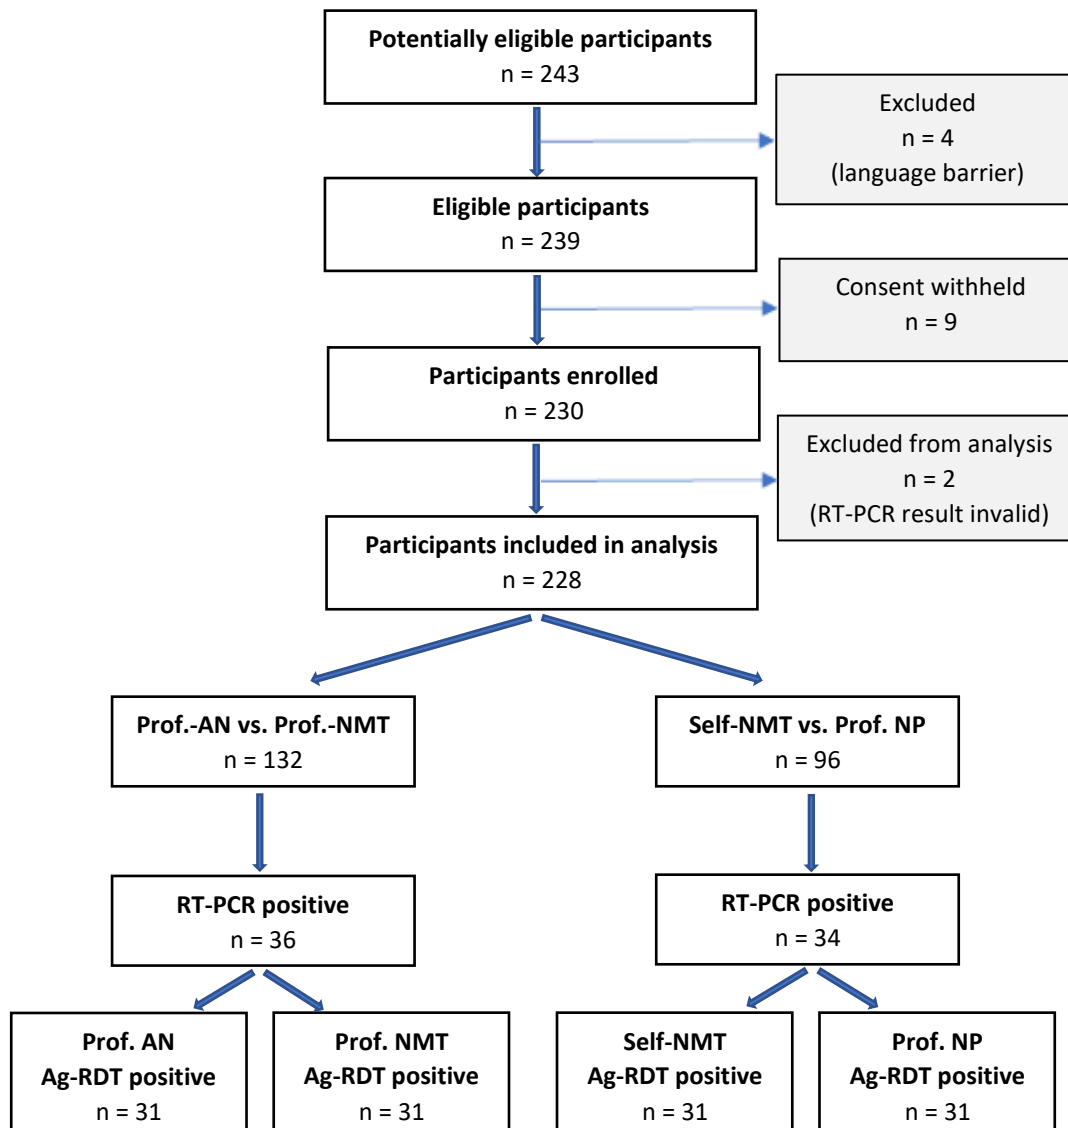 Potentially eligible participants
n = 243
Excluded
n = 4
(language barrier)
Eligible participants
n = 239
Consent withheld
n = 9
Participants enrolled
n = 230
Excluded from analysis
n = 2
(RT-PCR result invalid)
Participants included in analysis
n = 228
Prof.-AN vs. Prof.-NMT
n = 132
Self-NMT vs. Prof. NP
n = 96
RT-PCR positive
n = 36
RT-PCR positive
n = 34
Prof. AN
Ag-RDT positive
n = 31
Prof. NMT
Ag-RDT positive
n = 31
Self-NMT
Ag-RDT positive
n = 31
Prof. NP
Ag-RDT positive
n = 31